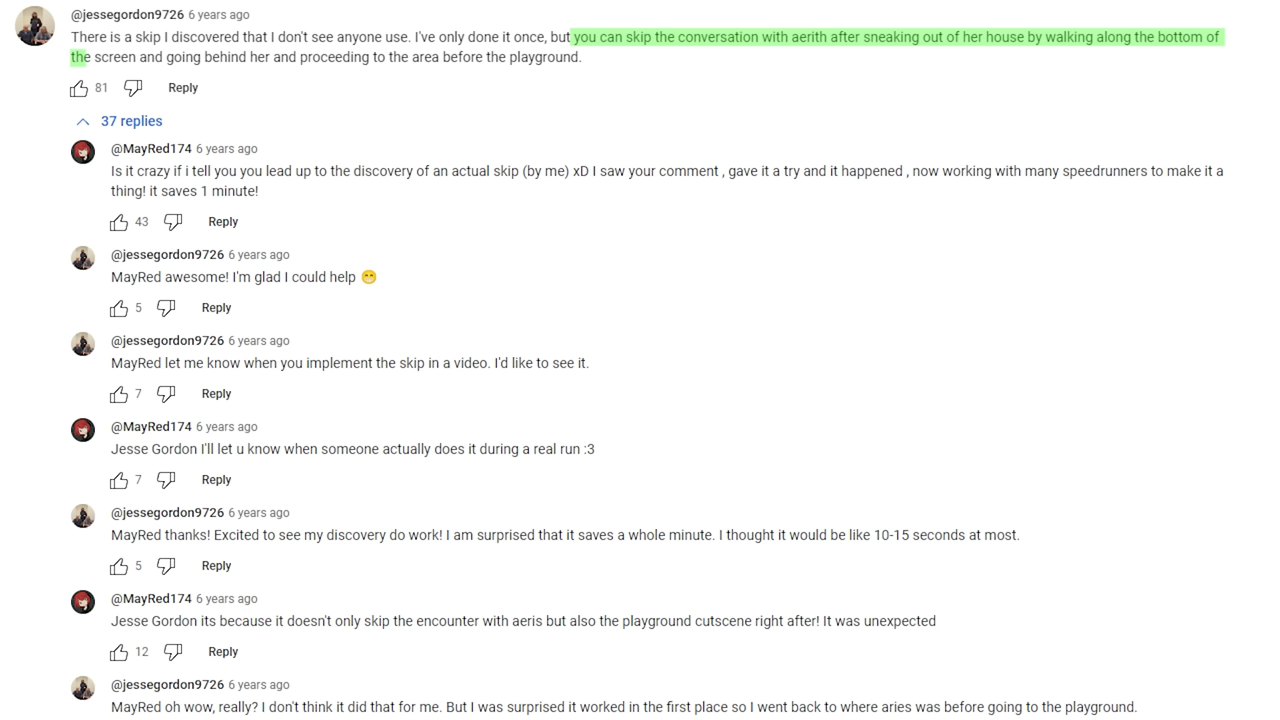 @jessegordon9726 6 years ago
There is a skip I discovered that I don't see anyone use. I've only done it once, but you can skip the conversation with aerith after sneaking out of her house by walking along the bottom of
the screen and going behind her and proceeding to the area before the playground.
81 Reply
37 replies
@MayRed174 6 years ago
Is it crazy if i tell you you lead up to the discovery of an actual skip (by me) xD I saw your comment , gave it a try and it happened , now working with many speedrunners to make it a
thing! it saves 1 minute!
43 Reply
@jessegordon9726 6 years ago
MayRed awesome! I'm glad I could help 😁
5 Reply
@jessegordon9726 6 years ago
MayRed let me know when you implement the skip in a video. I'd like to see it.
7 Reply
@MayRed174 6 years ago
Jesse Gordon I'll let u know when someone actually does it during a real run :3
7 Reply
@jessegordon9726 6 years ago
MayRed thanks! Excited to see my discovery do work! I am surprised that it saves a whole minute. I thought it would be like 10-15 seconds at most.
5 Reply
@MayRed174 6 years ago
Jesse Gordon its because it doesn't only skip the encounter with aeris but also the playground cutscene right after! It was unexpected
12 Reply
@jessegordon9726 6 years ago
MayRed oh wow, really? I don't think it did that for me. But I was surprised it worked in the first place so I went back to where aries was before going to the playground.